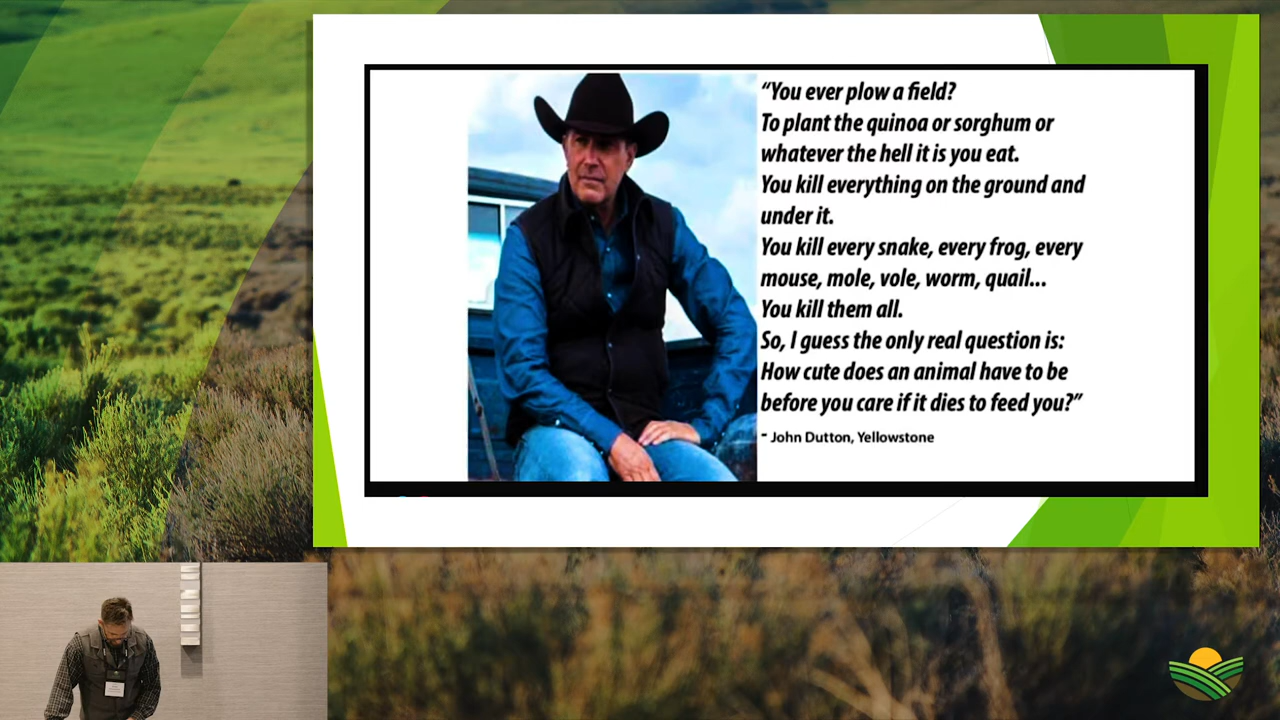 “You ever plow a field?
To plant the quinoa or sorghum or
whatever the hell it is you eat.
You kill everything on the ground and
under it.
You kill every snake, every frog, every
mouse, mole, vole, worm, quail...
You kill them all.
So, I guess the only real question is:
How cute does an animal have to be
before you care if it dies to feed you?”
- John Dutton, Yellowstone